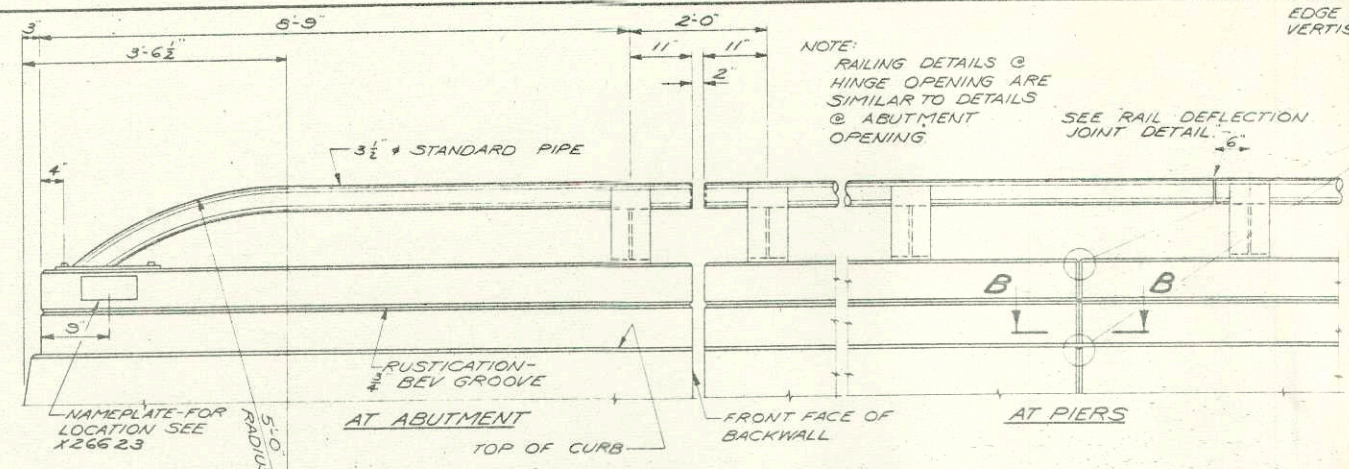 3"
8'-9"
2'-0"
EDGE
VERTIS
3'-6½"
11"
11"
2"
NOTE:
RAILING DETAILS @
HINGE OPENING ARE
SIMILAR TO DETAILS
@ ABUTMENT
OPENING.
SEE RAIL DEFLECTION
JOINT DETAIL.
6"
4"
3½" ϕ STANDARD PIPE
B
B
9"
RUSTICATION-
BEV GROOVE
NAMEPLATE-FOR
LOCATION SEE
X26623
5'-0"
RADIU
AT ABUTMENT
TOP OF CURB
FRONT FACE OF
BACKWALL
AT PIERS